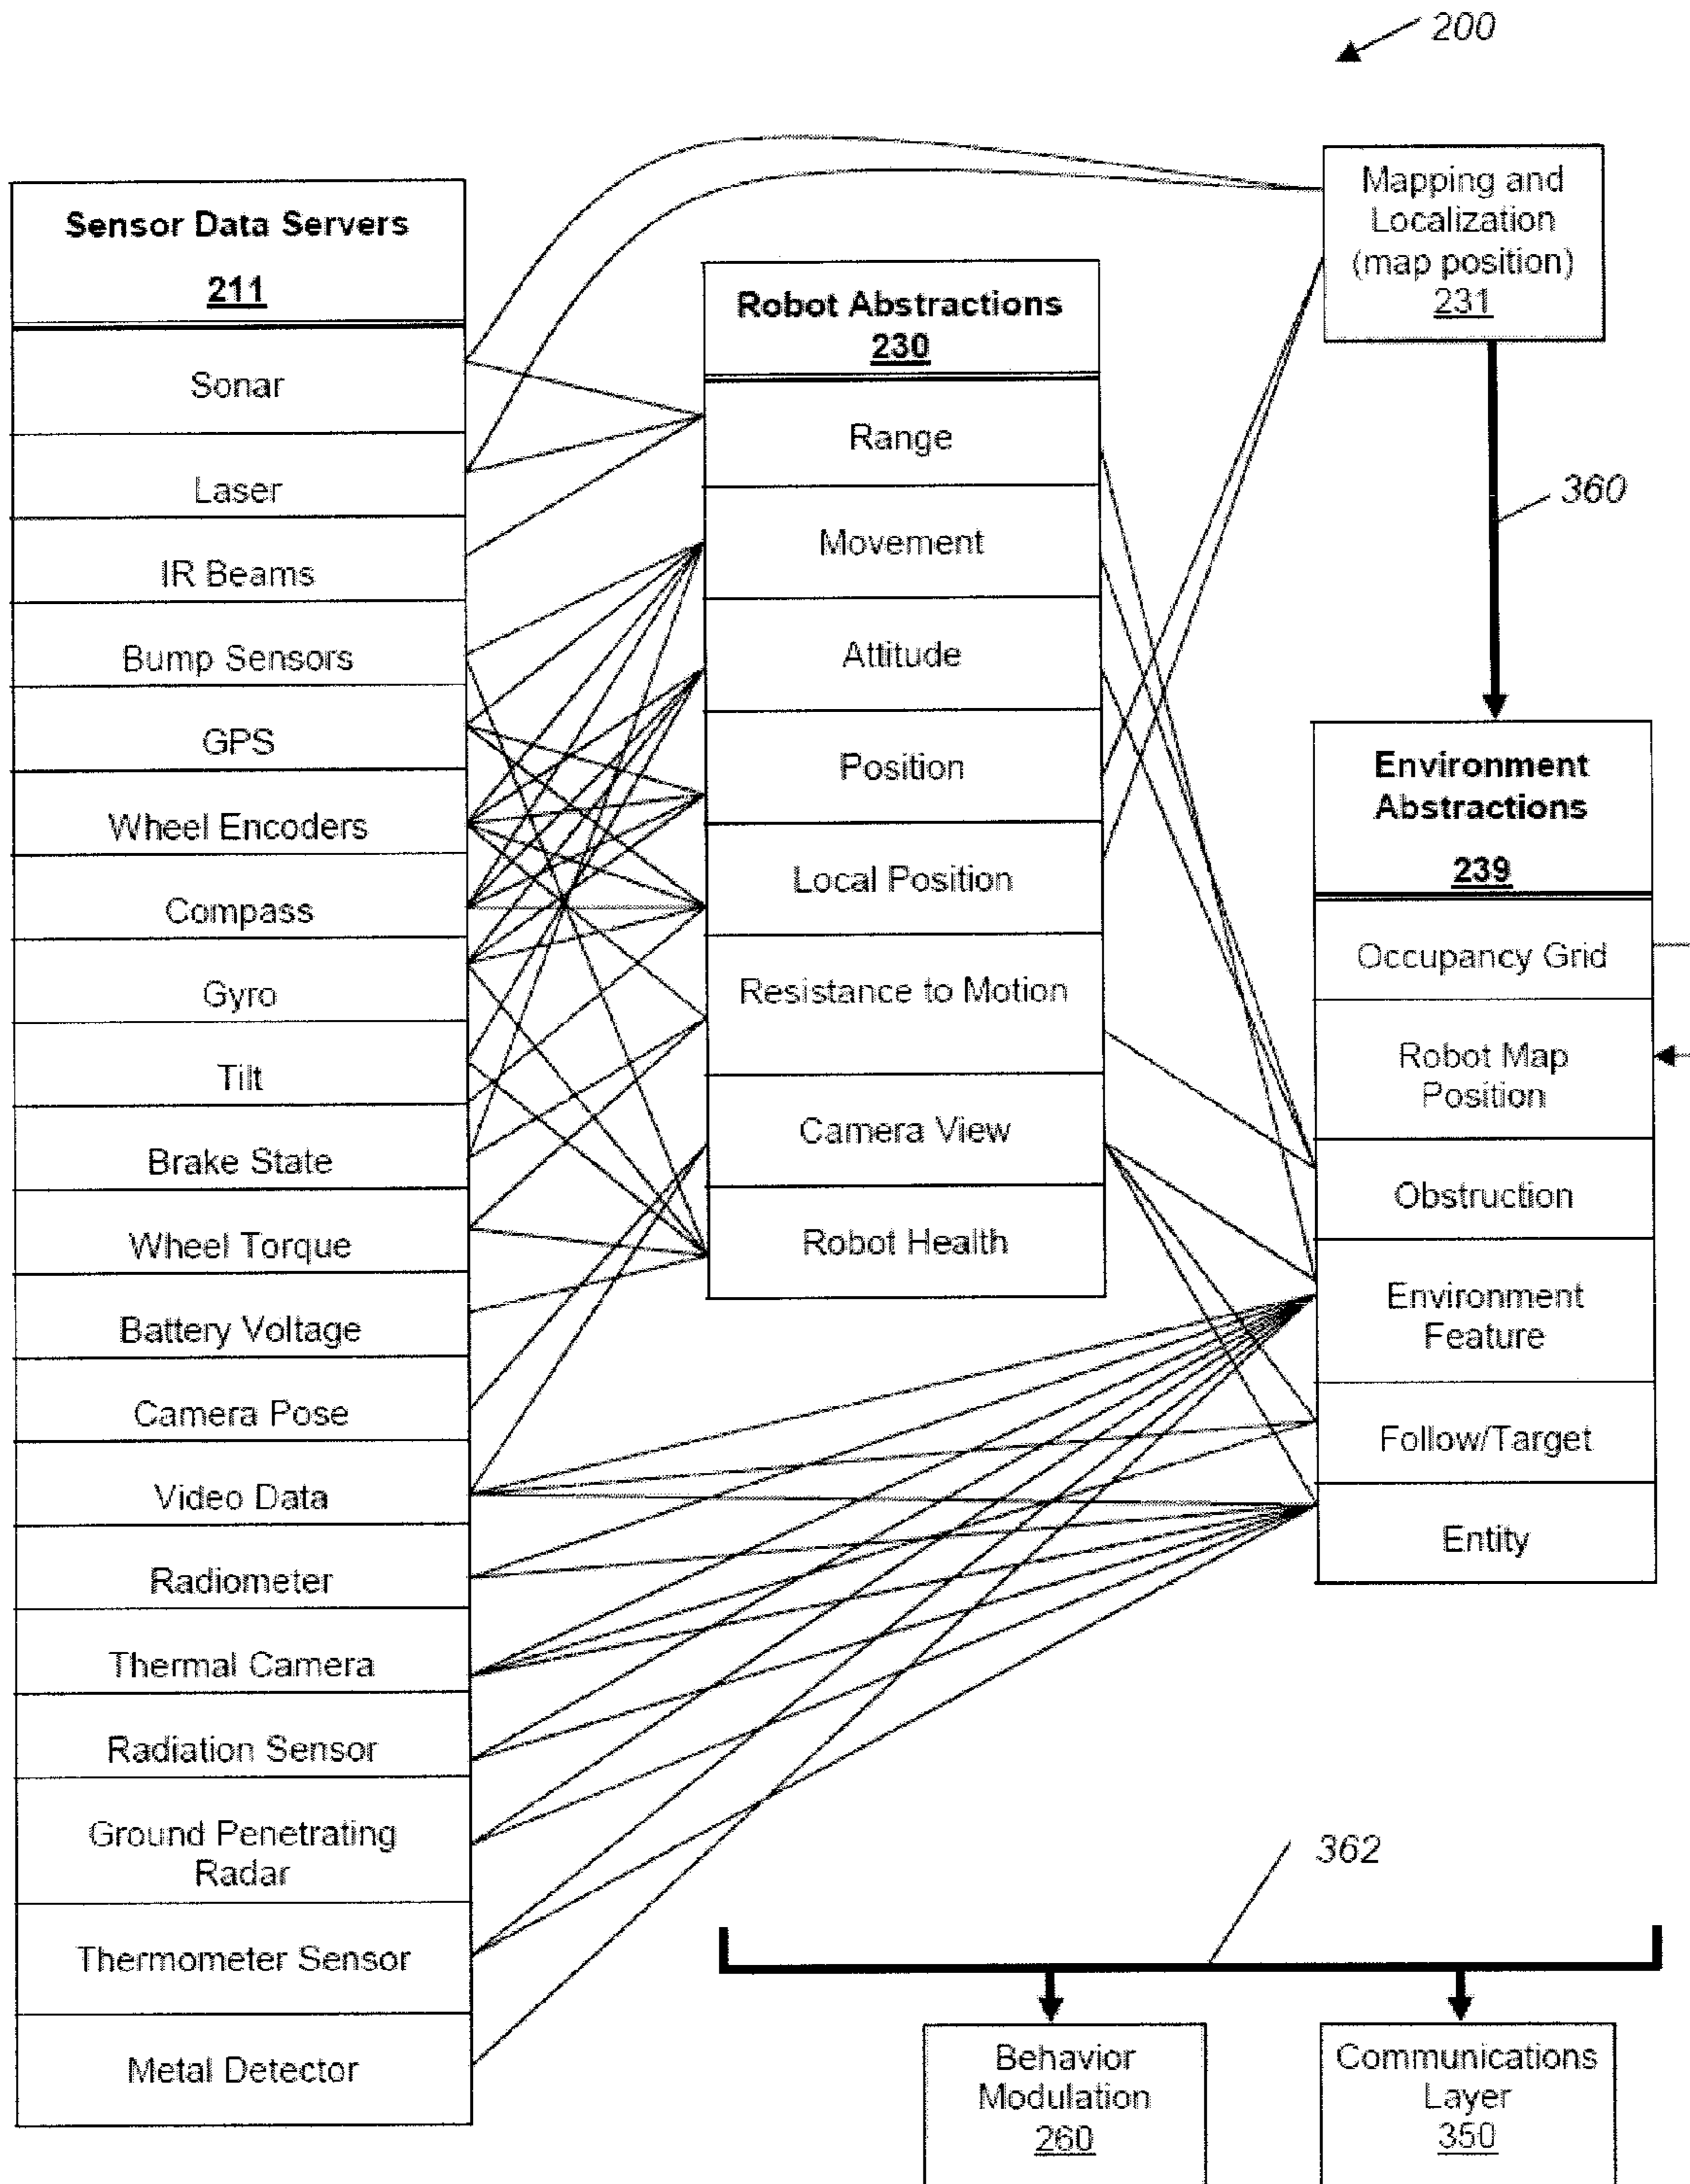 200
Sensor Data Servers
211
Sonar
Laser
IR Beams
Bump Sensors
GPS
Wheel Encoders
Compass
Gyro
Tilt
Brake State
Wheel Torque
Battery Voltage
Camera Pose
Video Data
Radiometer
Thermal Camera
Radiation Sensor
Ground Penetrating
Radar
Thermometer Sensor
Metal Detector
Robot Abstractions
230
Range
Movement
Attitude
Position
Local Position
Resistance to Motion
Camera View
Robot Health
Mapping and
Localization
(map position)
231
360
Environment
Abstractions
239
Occupancy Grid
Robot Map
Position
Obstruction
Environment
Feature
Follow/Target
Entity
362
Behavior
Modulation
260
Communications
Layer
350